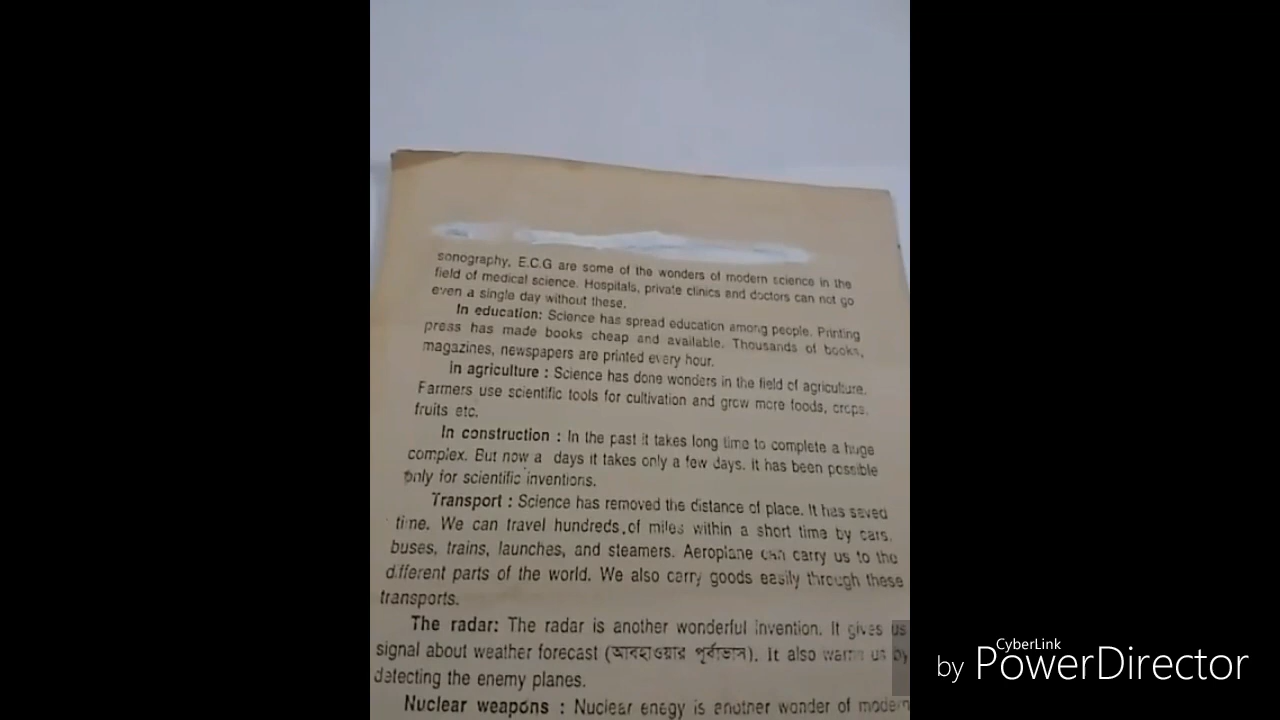 sonography, E.C.G are some of the wonders of modern science in the
field of medical science. Hospitals, private clinics and doctors can not go
even a single day without these.
In education: Science has spread education among people. Printing
press has made books cheap and available. Thousands of books,
magazines, newspapers are printed every hour.
In agriculture : Science has done wonders in the field of agriculture.
Farmers use scientific tools for cultivation and grow more foods, crops,
fruits etc.
In construction : In the past it takes long time to complete a huge
complex. But now a days it takes only a few days. It has been possible
only for scientific inventions.
Transport : Science has removed the distance of place. It has saved
time. We can travel hundreds of miles within a short time by cars,
buses, trains, launches, and steamers. Aeroplane can carry us to the
different parts of the world. We also carry goods easily through these
transports.
The radar: The radar is another wonderful invention. It gives us
signal about weather forecast (আবহাওয়ার পূর্বাভাস). It also warns us by
detecting the enemy planes.
Nuclear weapons : Nuclear enegy is another wonder of modern
CyberLink
by PowerDirector